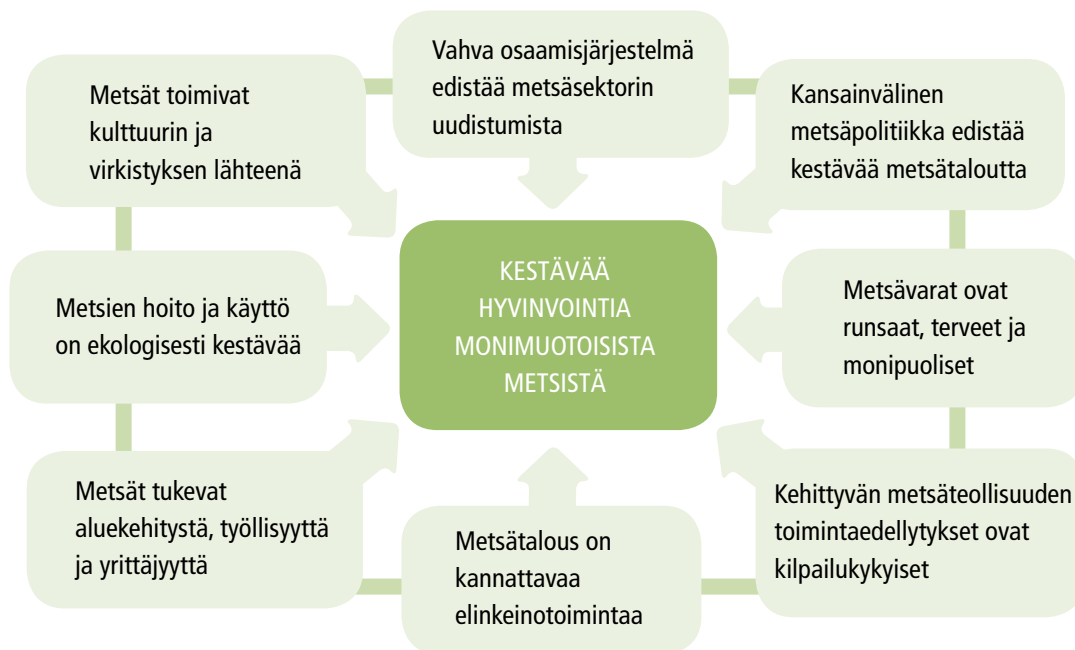 Vahva osaamisjärjestelmä
edistää metsäsektorin
uudistumista
Metsät toimivat
kulttuurin ja
virkistyksen lähteenä
Kansainvälinen
metsäpolitiikka edistää
kestävää metsätaloutta
KESTÄVÄÄ
HYVINVOINTIA
MONIMUOTOISISTA
METSISTÄ
Metsien hoito ja käyttö
on ekologisesti kestävää
Metsävarat ovat
runsaat, terveet ja
monipuoliset
Metsät tukevat
aluekehitystä, työllisyyttä
ja yrittäjyyttä
Metsätalous on
kannattavaa
elinkeinotoimintaa
Kehittyvän metsäteollisuuden
toimintaedellytykset ovat
kilpailukykyiset